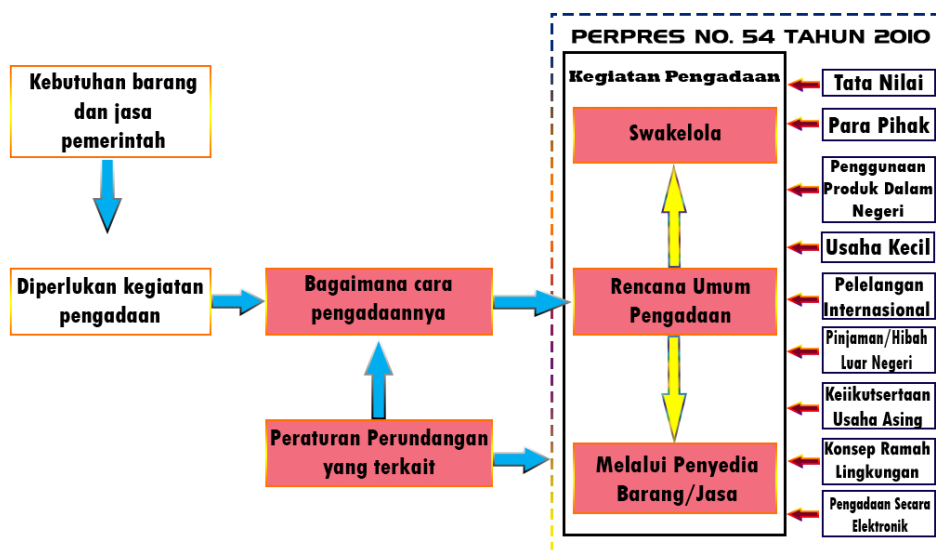 PERPRES NO. 54 TAHUN 2010
Kebutuhan barang
dan jasa
pemerintah
Diperlukan kegiatan
pengadaan
Bagaimana cara
pengadaannya
Peraturan Perundangan
yang terkait
Kegiatan Pengadaan
Swakelola
Rencana Umum
Pengadaan
Melalui Penyedia
Barang/Jasa
Tata Nilai
Para Pihak
Penggunaan
Produk Dalam
Negeri
Usaha Kecil
Pelelangan
Internasional
Pinjaman/Hibah
Luar Negeri
Keiikutsertaan
Usaha Asing
Konsep Ramah
Lingkungan
Pengadaan Secara
Elektronik